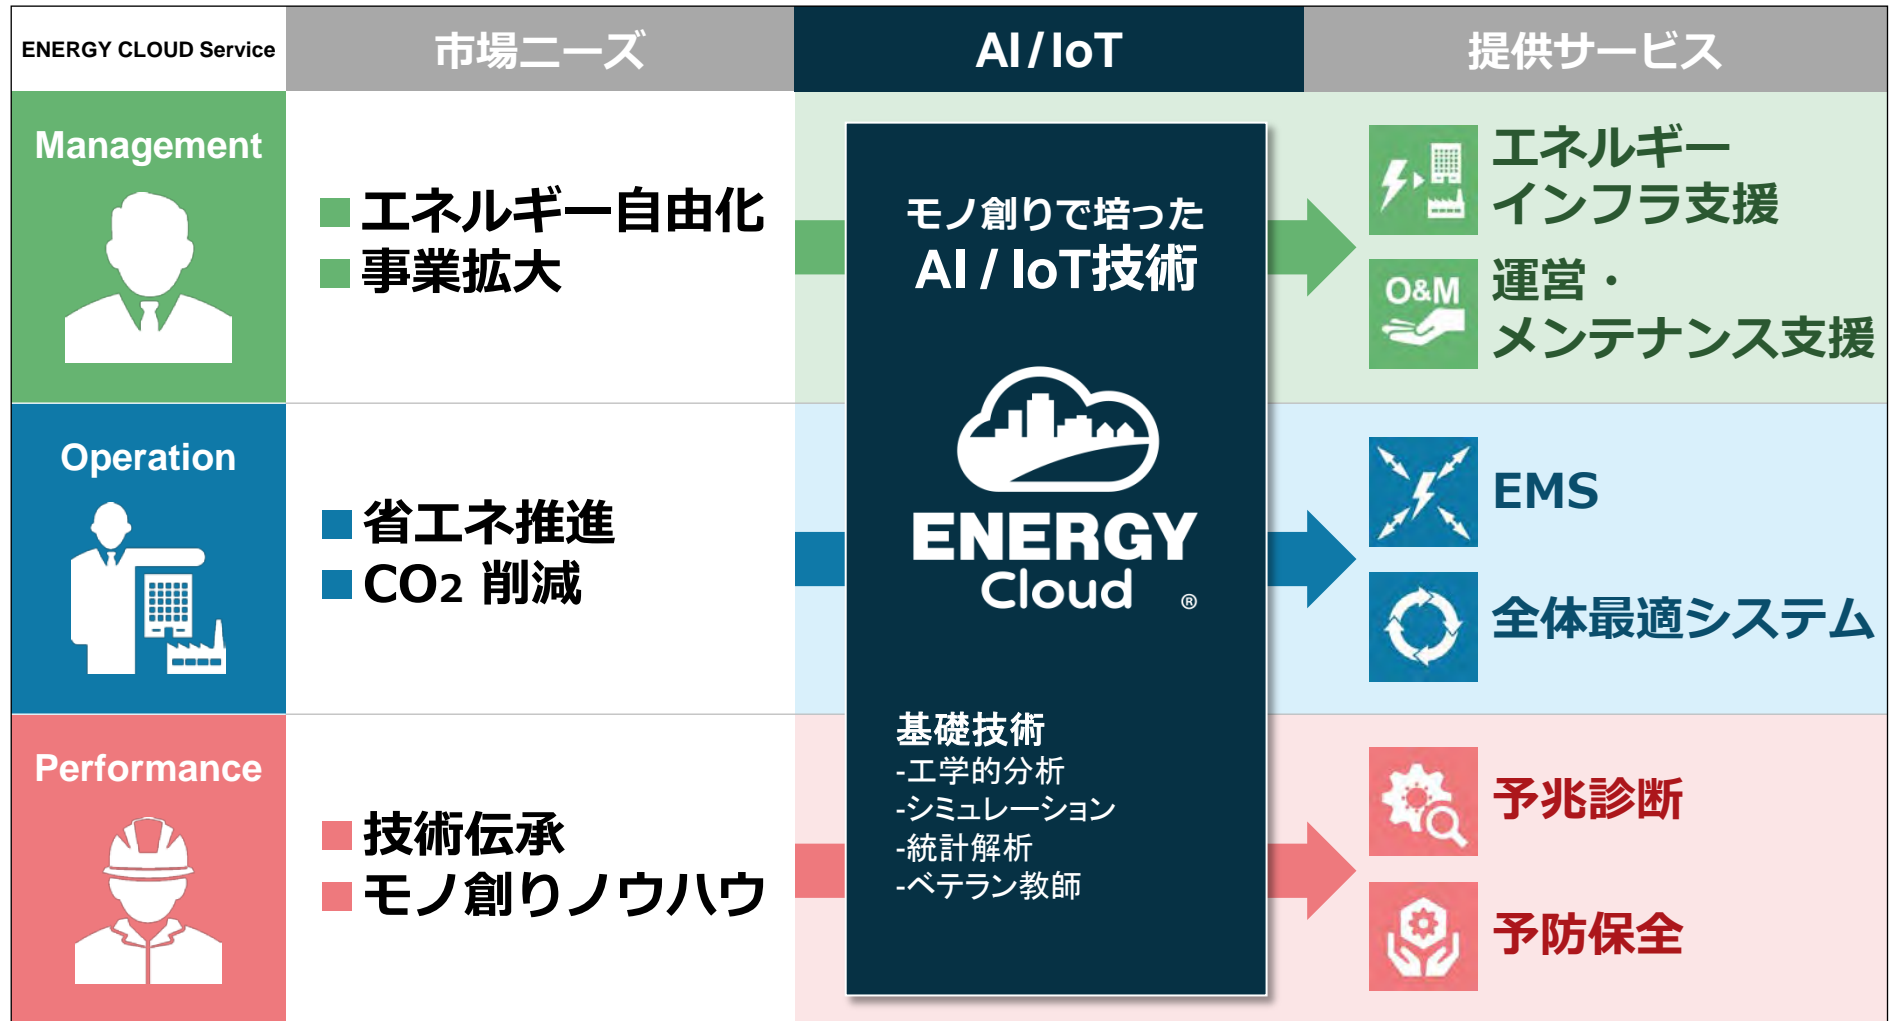 ENERGY CLOUD Service
市場ニーズ
AI/IoT
提供サービス
Management
エネルギー自由化
事業拡大
モノ創りで培った
AI / IoT技術
エネルギー
インフラ支援
O&M
運営・
メンテナンス支援
Operation
省エネ推進
CO2 削減
ENERGY
Cloud ®
EMS
全体最適システム
Performance
技術伝承
モノ創りノウハウ
基礎技術
-工学的分析
-シミュレーション
-統計解析
-ベテラン教師
予兆診断
予防保全